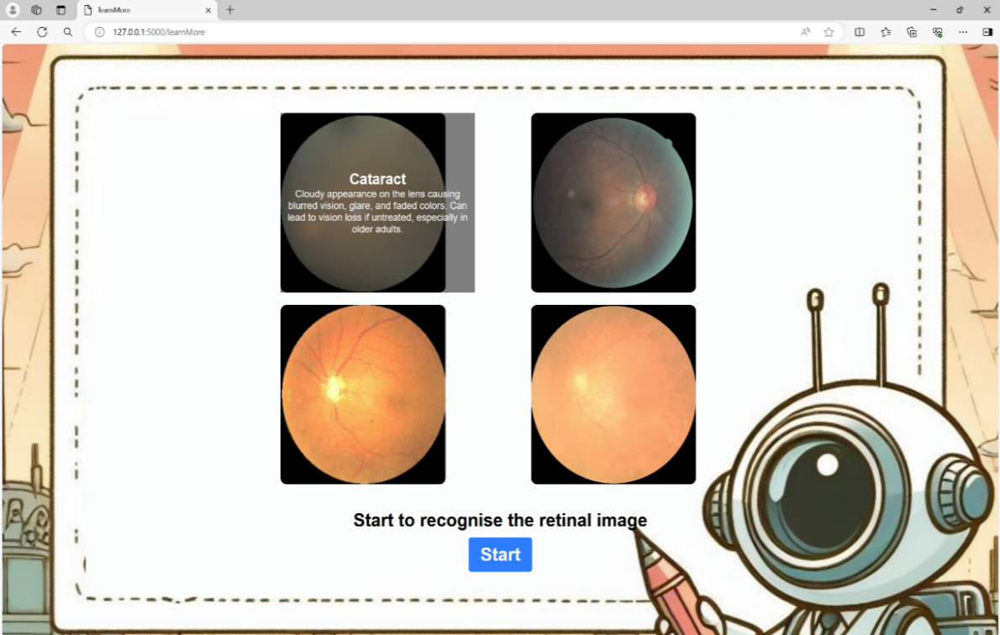 learnMore
127.0.0.1:5000/learnMore
Cataract
Cloudy appearance on the lens causing
blurred vision, glare, and faded colors. Can
lead to vision loss if untreated, especially in
older adults.
Start to recognise the retinal image
Start